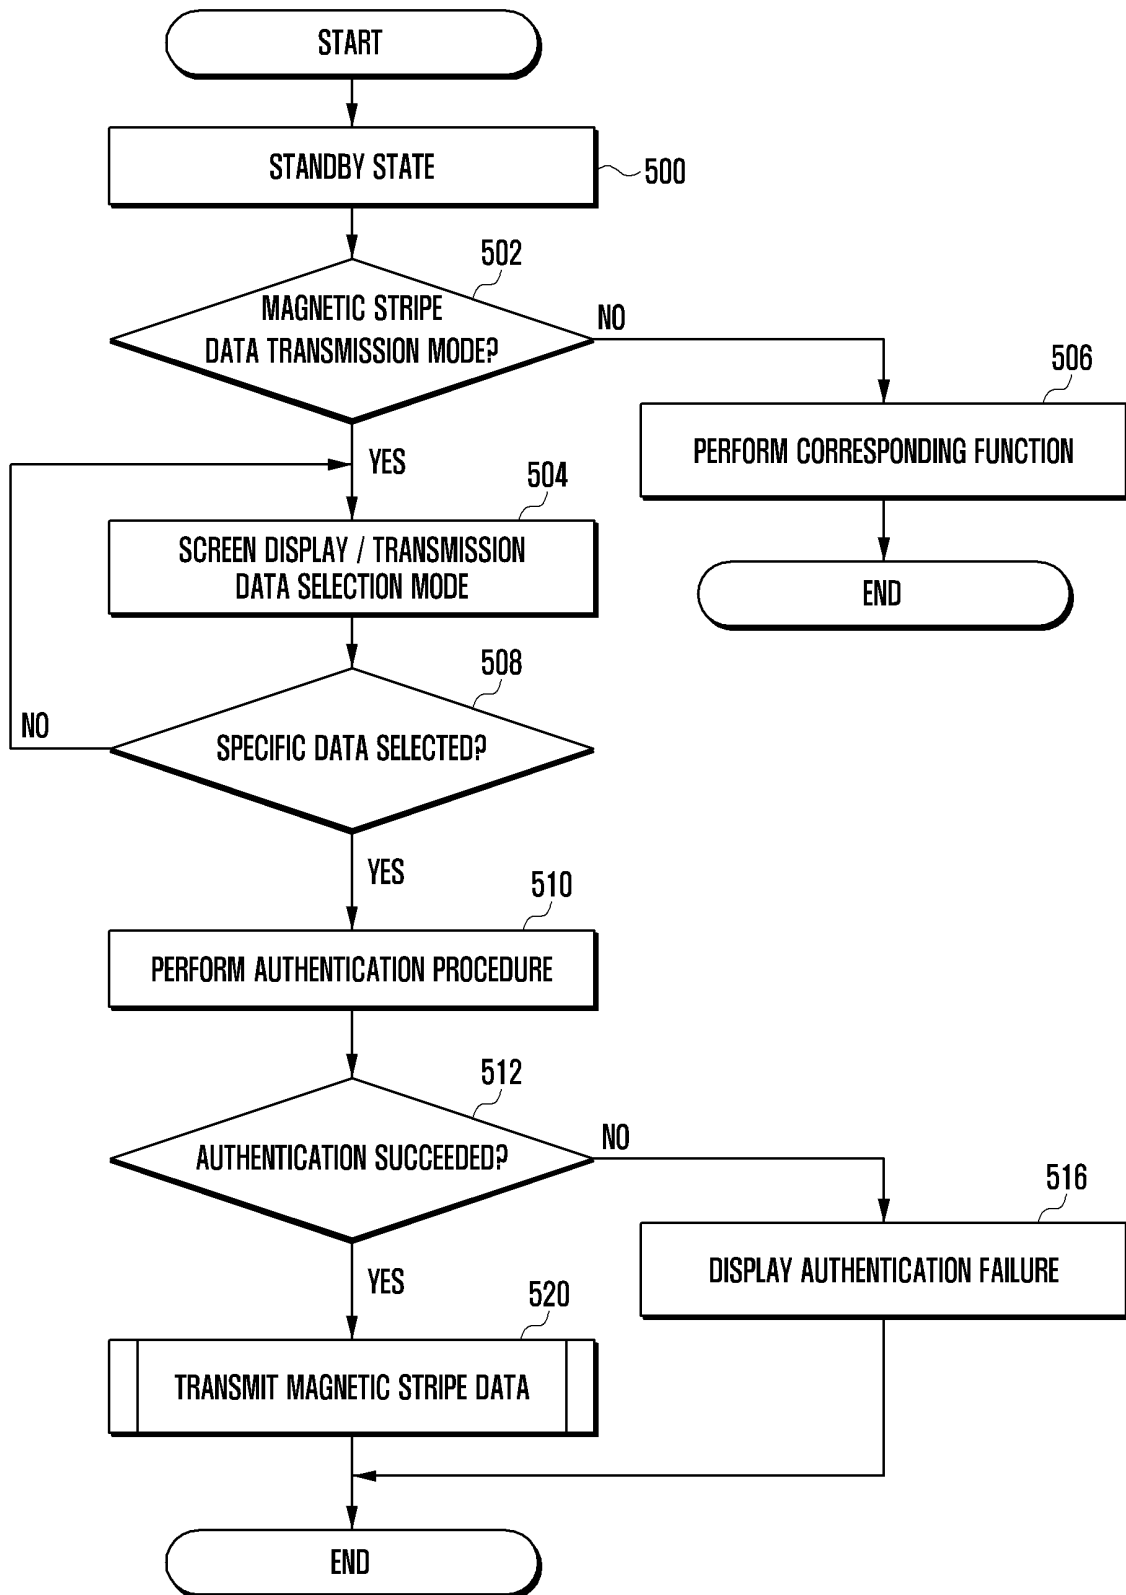 START
STANDBY STATE
500
502
MAGNETIC STRIPE
DATA TRANSMISSION MODE?
NO
506
PERFORM CORRESPONDING FUNCTION
END
YES
504
SCREEN DISPLAY / TRANSMISSION
DATA SELECTION MODE
508
NO
SPECIFIC DATA SELECTED?
YES
510
PERFORM AUTHENTICATION PROCEDURE
512
AUTHENTICATION SUCCEEDED?
NO
516
DISPLAY AUTHENTICATION FAILURE
YES
520
TRANSMIT MAGNETIC STRIPE DATA
END